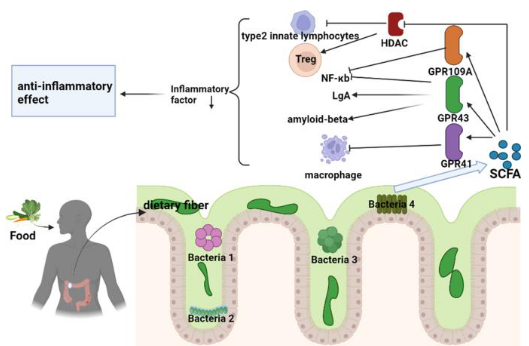 type2 innate lymphocytes
HDAC
Treg
GPR109A
NF-κb
anti-inflammatory
effect
Inflammatory
factor
LgA
GPR43
amyloid-beta
GPR41
macrophage
SCFA
dietary fiber
Bacteria 4
Food
Bacteria 1
Bacteria 3
Bacteria 2